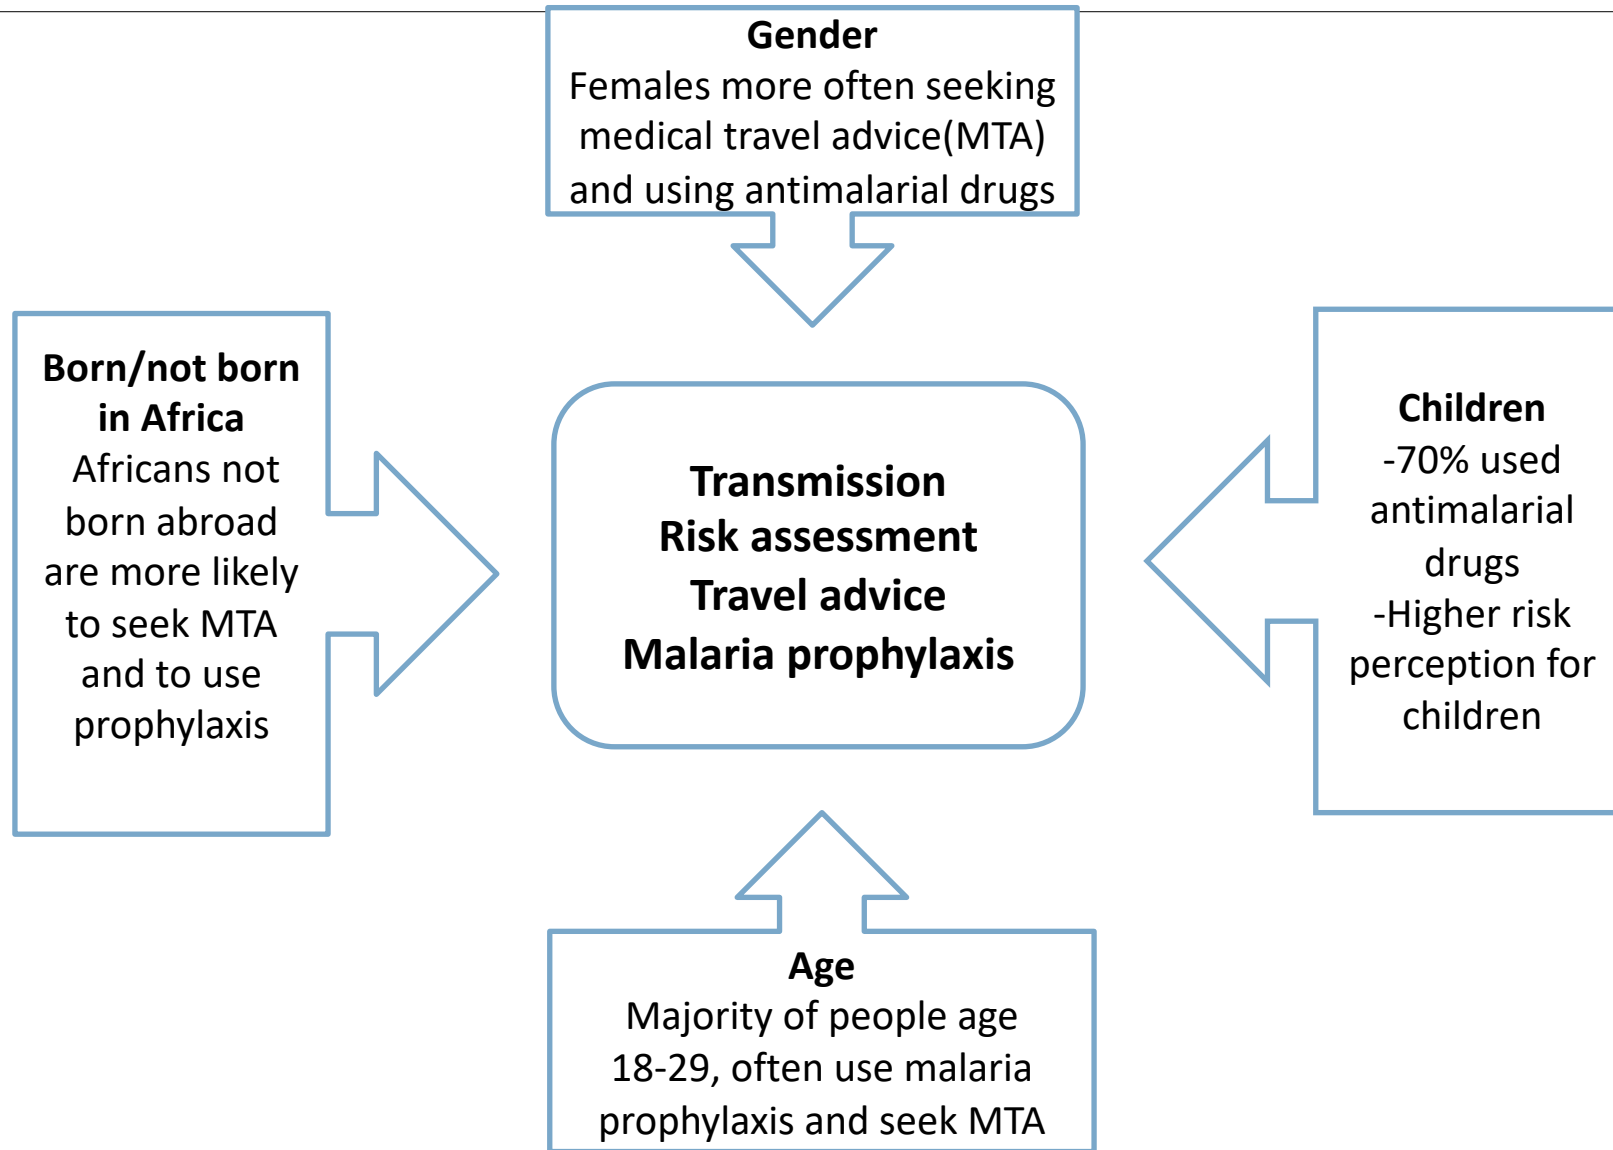 Gender
Females more often seeking
medical travel advice(MTA)
and using antimalarial drugs
Born/not born
in Africa
Africans not
born abroad
are more likely
to seek MTA
and to use
prophylaxis
Transmission
Risk assessment
Travel advice
Malaria prophylaxis
Children
-70% used
antimalarial
drugs
-Higher risk
perception for
children
Age
Majority of people age
18-29, often use malaria
prophylaxis and seek MTA